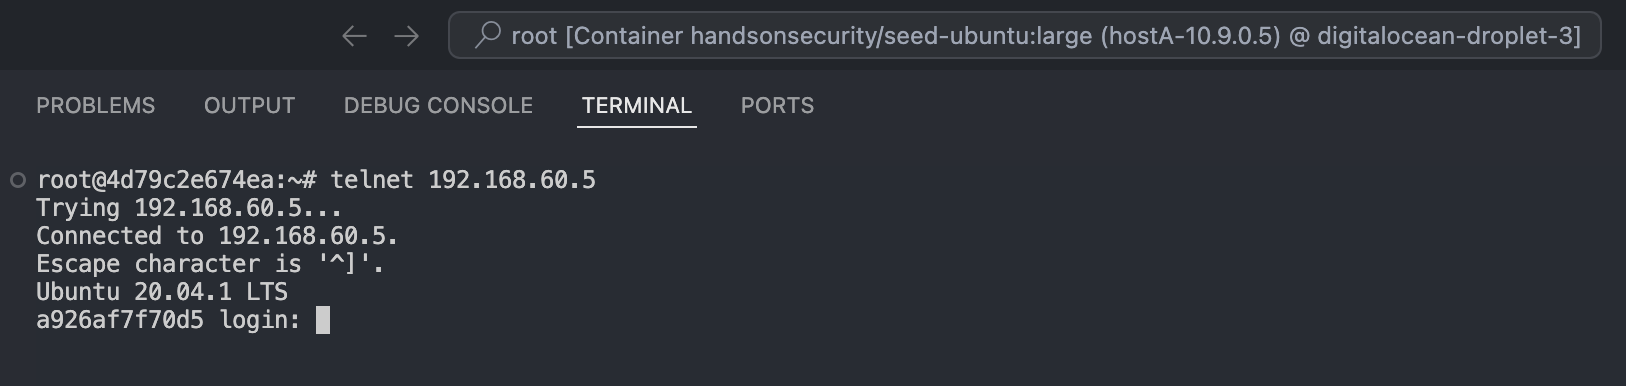 root [Container handsonsecurity/seed-ubuntu:large (hostA-10.9.0.5) @ digitalocean-droplet-3]
PROBLEMS OUTPUT DEBUG CONSOLE TERMINAL PORTS
root@4d79c2e674ea:~# telnet 192.168.60.5
Trying 192.168.60.5...
Connected to 192.168.60.5.
Escape character is '^]'.
Ubuntu 20.04.1 LTS
a926af7f70d5 login: